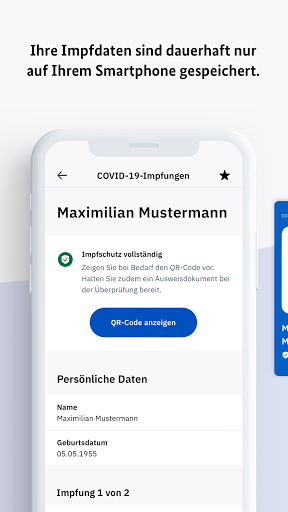 Ihre Impfdaten sind dauerhaft nur
auf Ihrem Smartphone gespeichert.
COVID-19-Impfungen
Maximilian Mustermann
Impfschutz vollständig
Zeigen Sie bei Bedarf den QR-Code vor.
Halten Sie zudem ein Ausweisdokument bei
der Überprüfung bereit.
QR-Code anzeigen
Persönliche Daten
Name
Maximilian Mustermann
Geburtsdatum
05.05.1955
Impfung 1 von 2